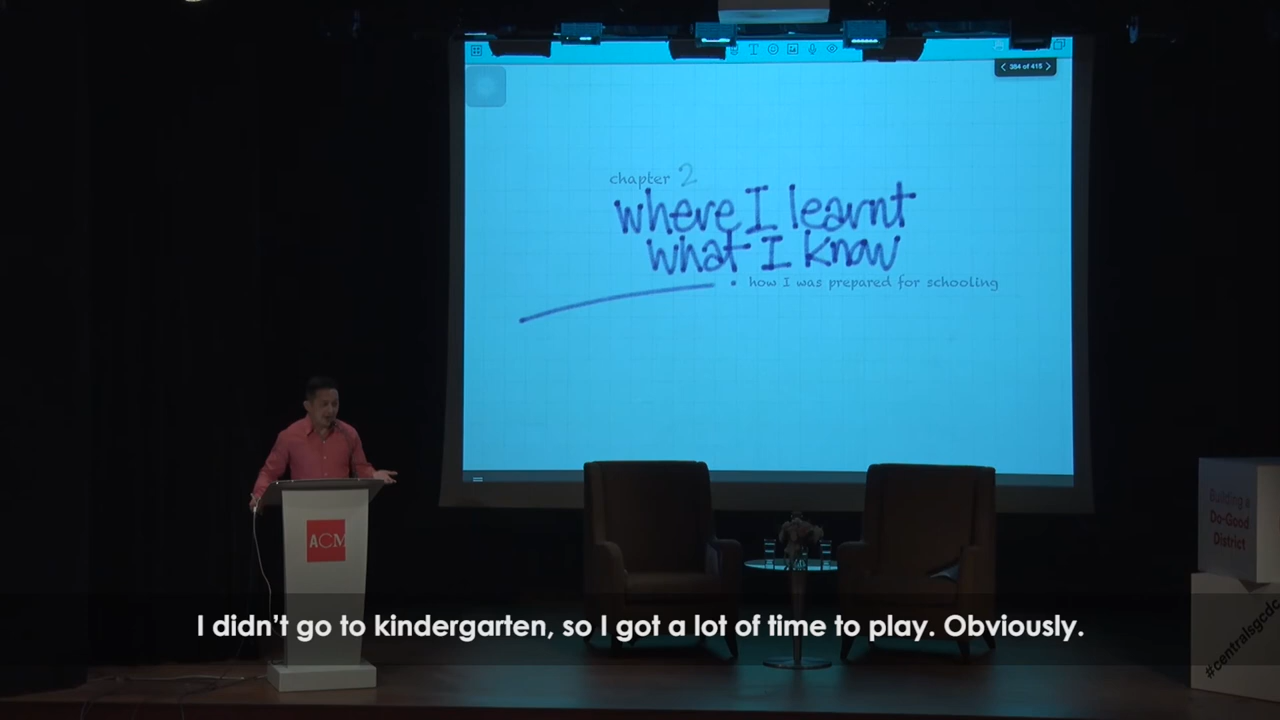 384 of 415
chapter 2
where I learnt
what I know
how I was prepared for schooling
ACM
Building a
Do-Good
District
#centralsgcdc
I didn't go to kindergarten, so I got a lot of time to play. Obviously.